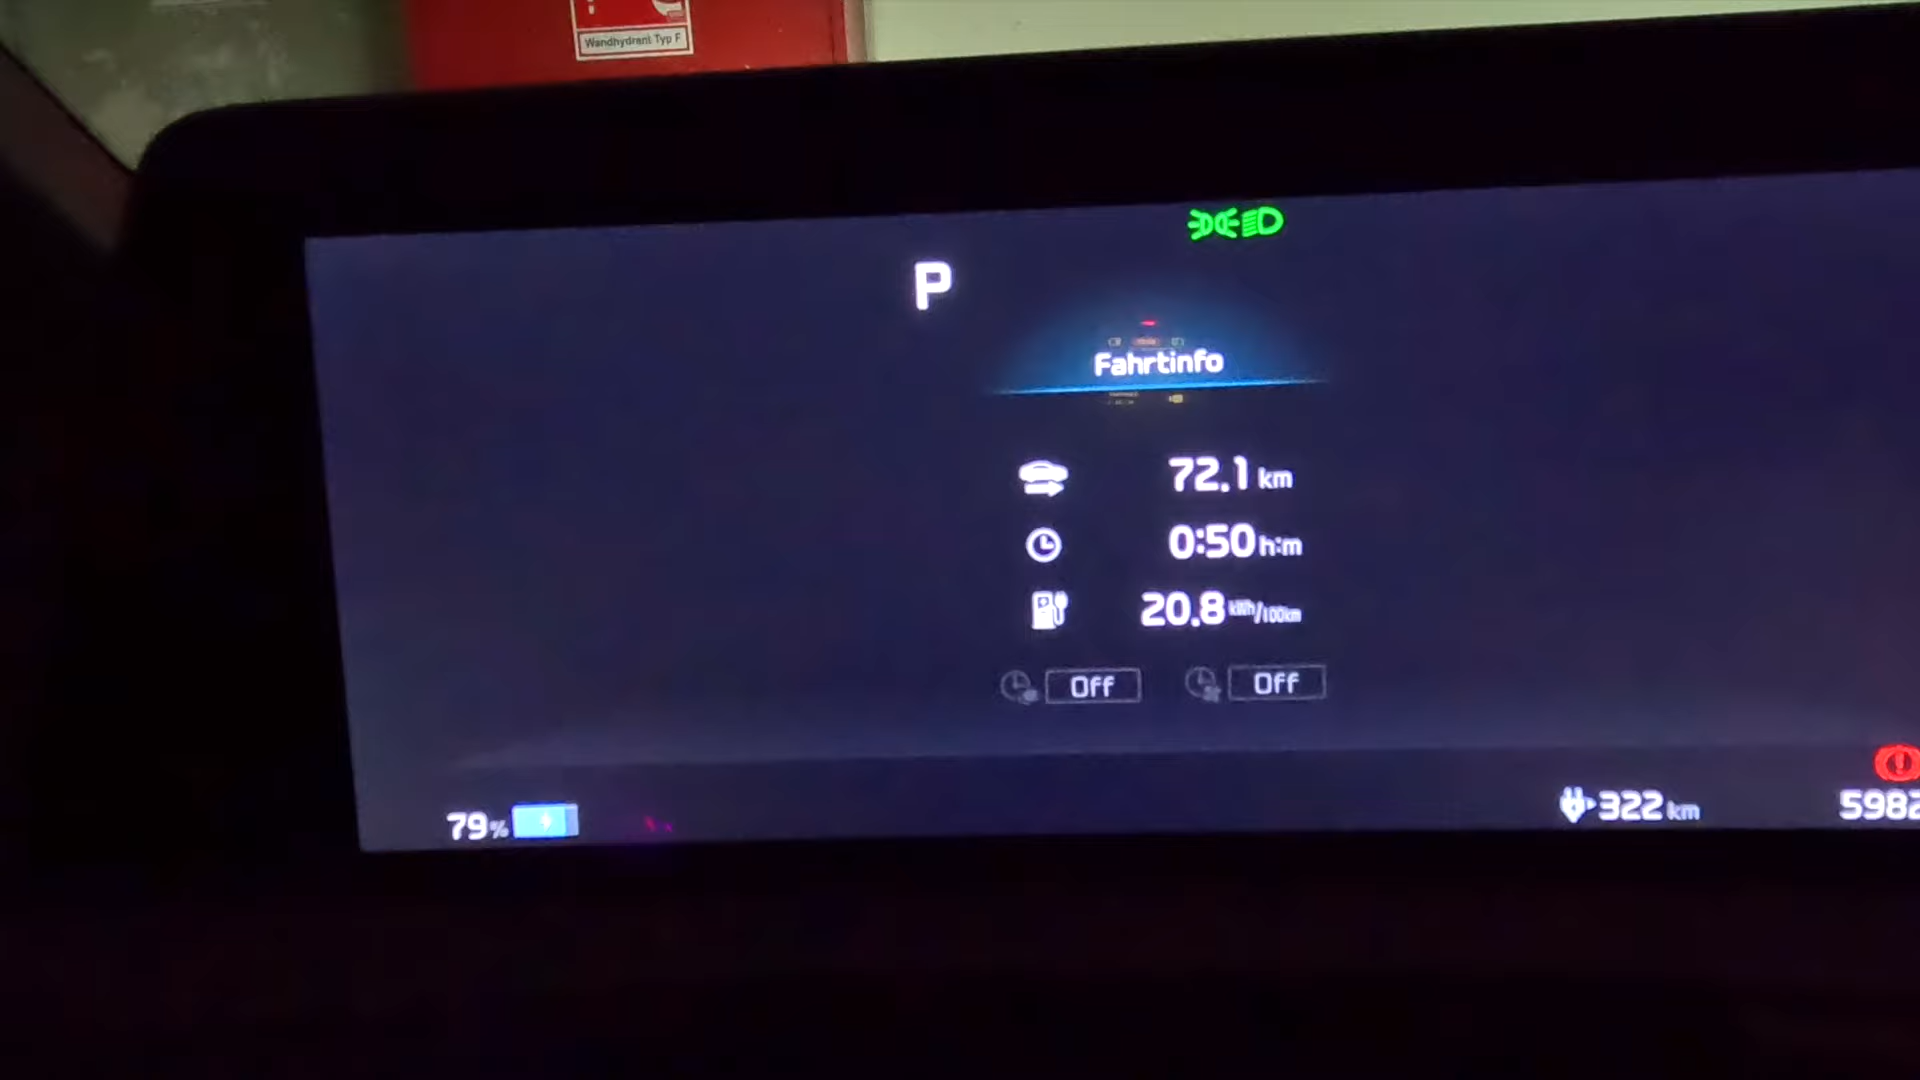 Wandhydrant Typ F
P
Fahrtinfo
72.1 km
0:50 h:m
20.8 kWh/100km
Off Off
79%
322 km
5982